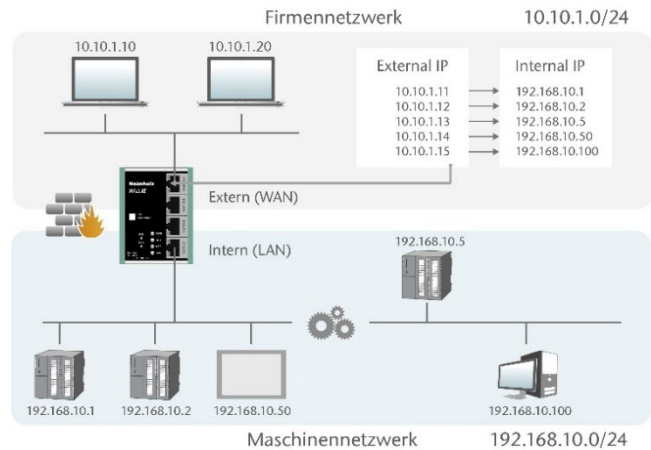 Firmennetzwerk 10.10.1.0/24
10.10.1.10
10.10.1.20
External IP Internal IP
10.10.1.11 192.168.10.1
10.10.1.12 192.168.10.2
10.10.1.13 192.168.10.5
10.10.1.14 192.168.10.50
10.10.1.15 192.168.10.100
Helmholz
WALL IE
Extern (WAN)
Intern (LAN)
192.168.10.5
192.168.10.1
192.168.10.2
192.168.10.50
192.168.10.100
Maschinennetzwerk 192.168.10.0/24